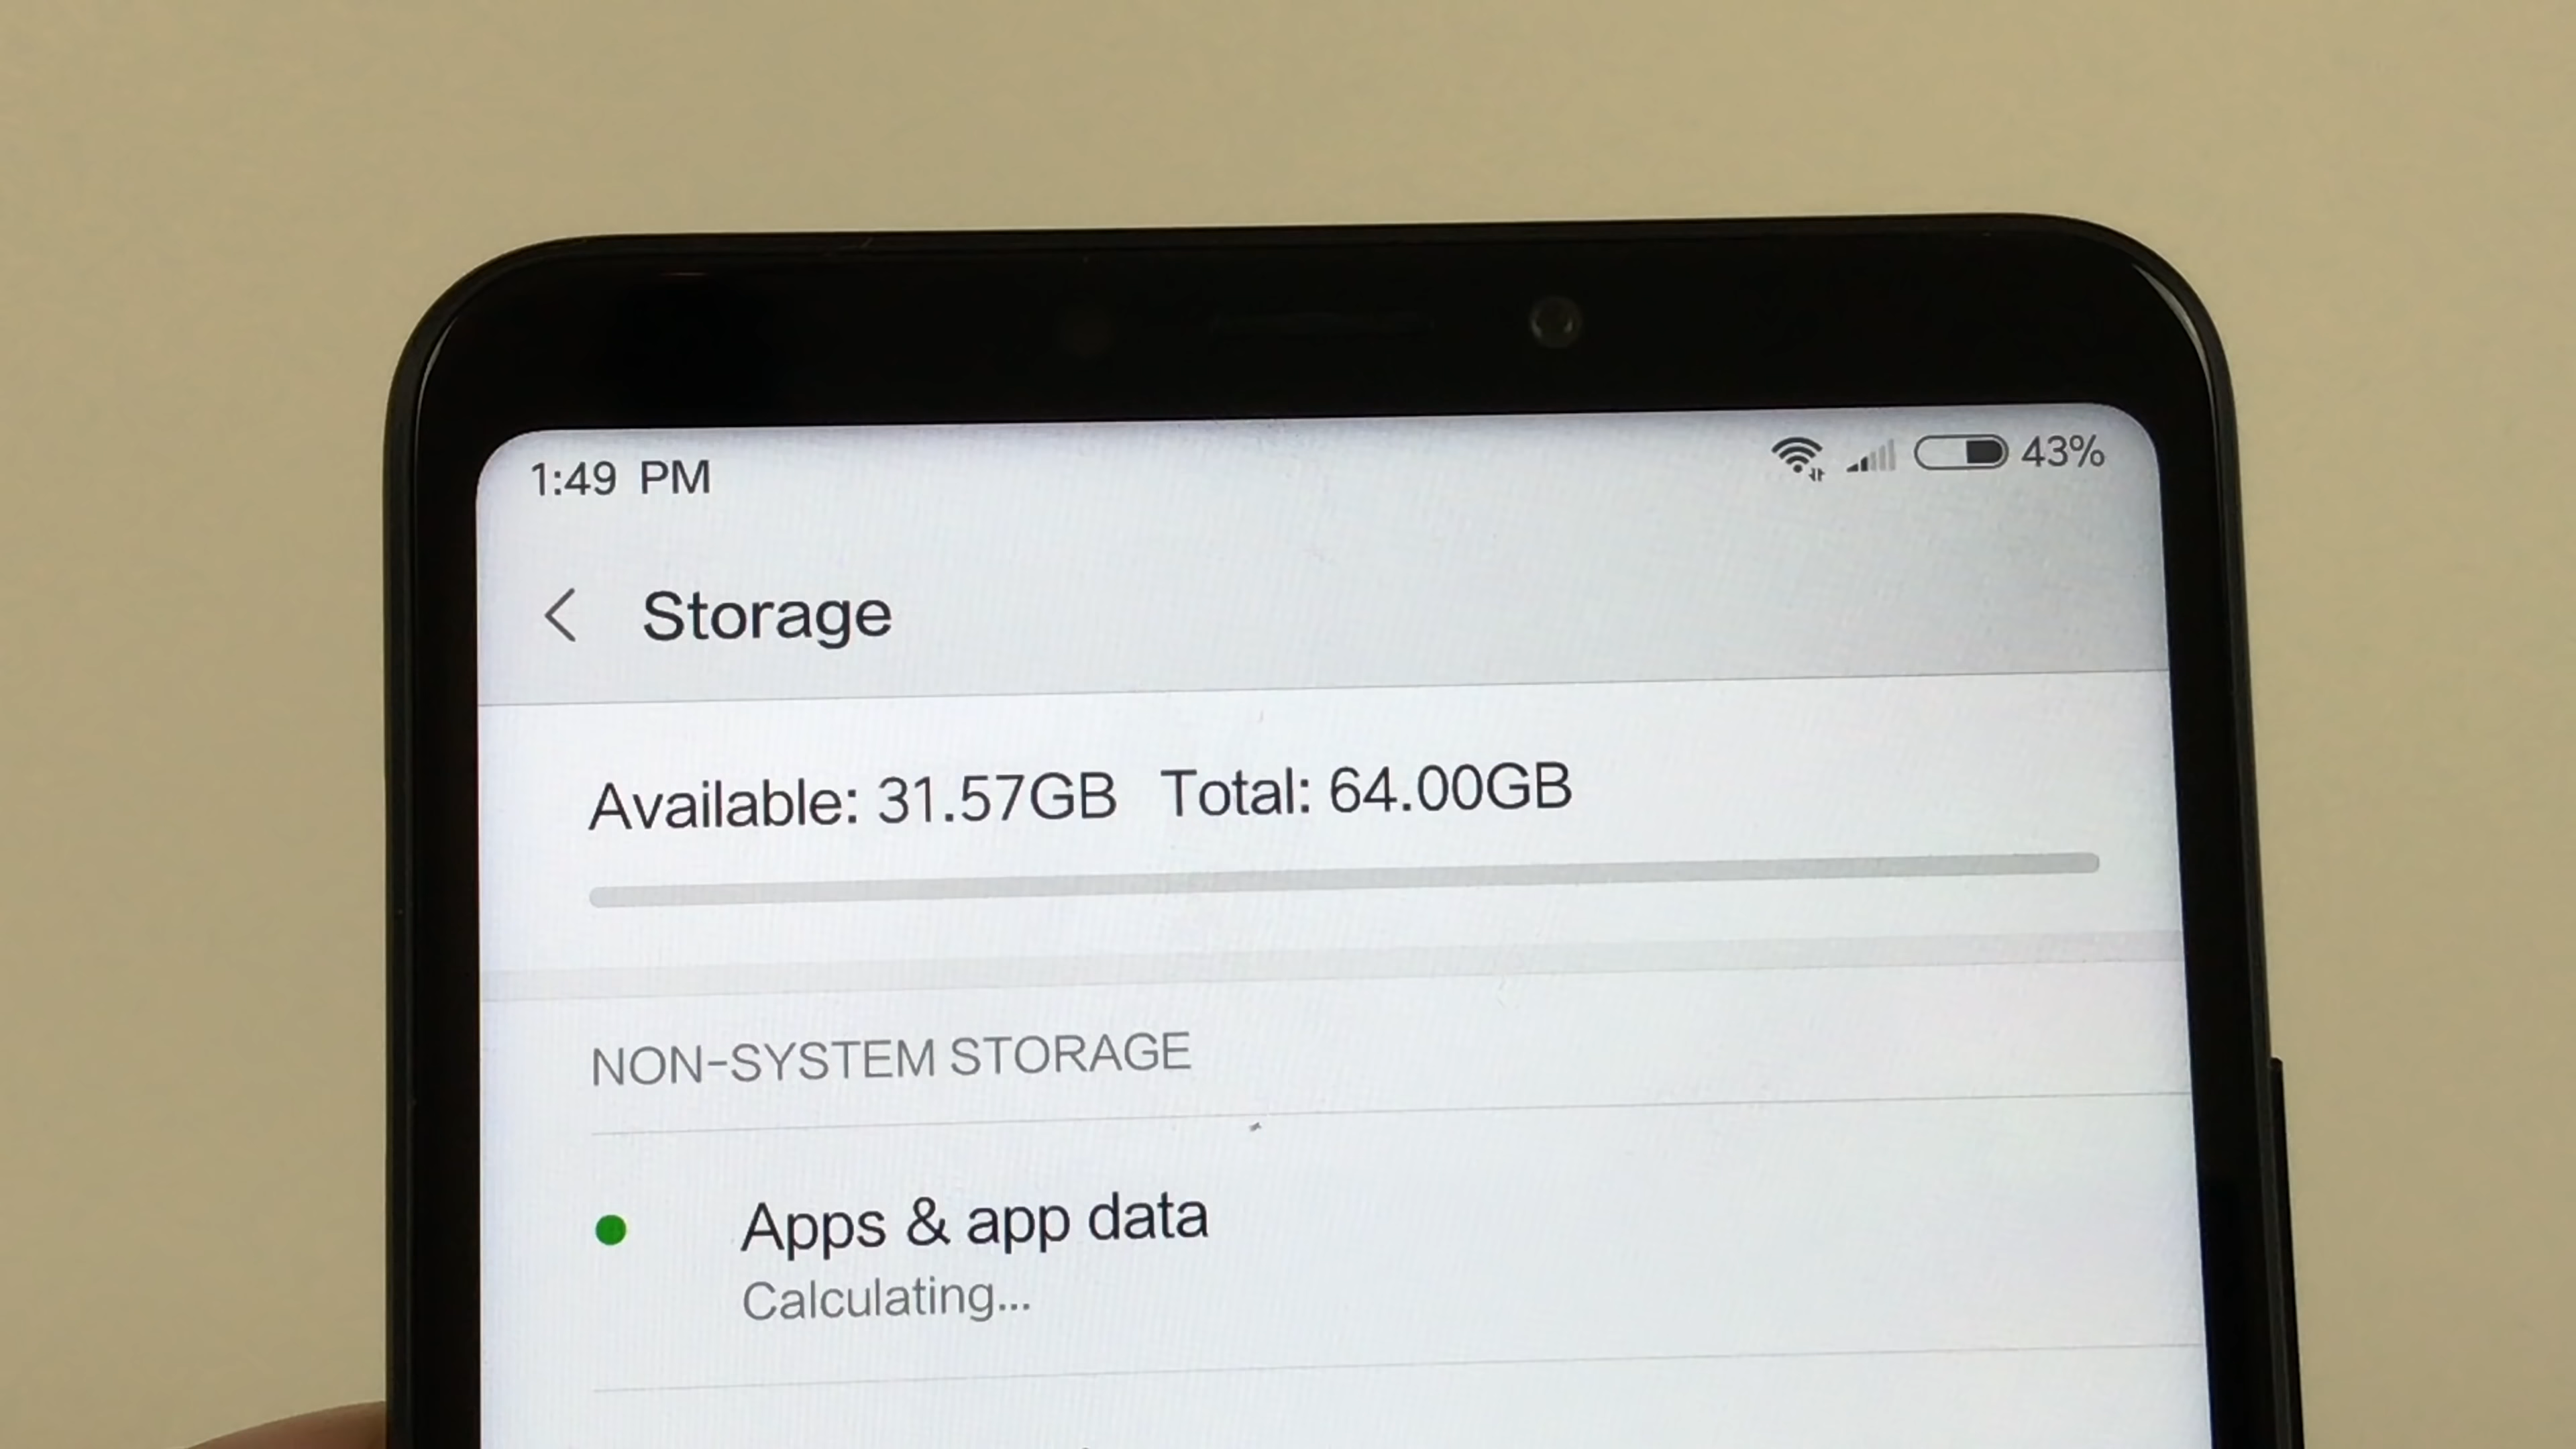 1:49 PM 43%
Storage
Available: 31.57GB Total: 64.00GB
NON-SYSTEM STORAGE
Apps & app data
Calculating...